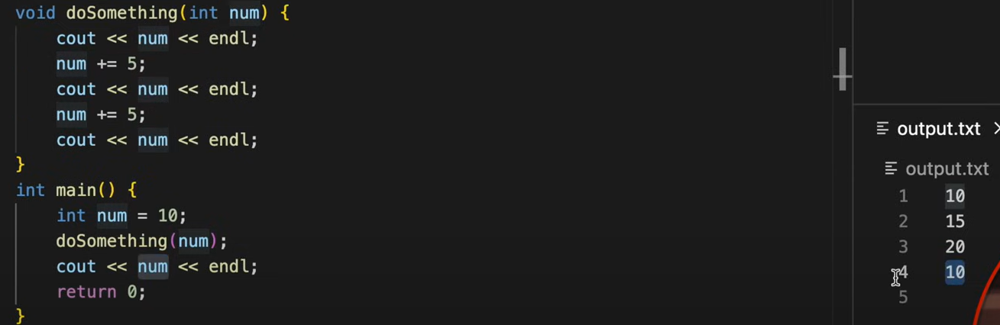 void doSomething(int num) {
    cout << num << endl;
    num += 5;
    cout << num << endl;
    num += 5;
    cout << num << endl;
}
int main() {
    int num = 10;
    doSomething(num);
    cout << num << endl;
    return 0;
}
output.txt
output.txt
1 10
2 15
3 20
4 10
5